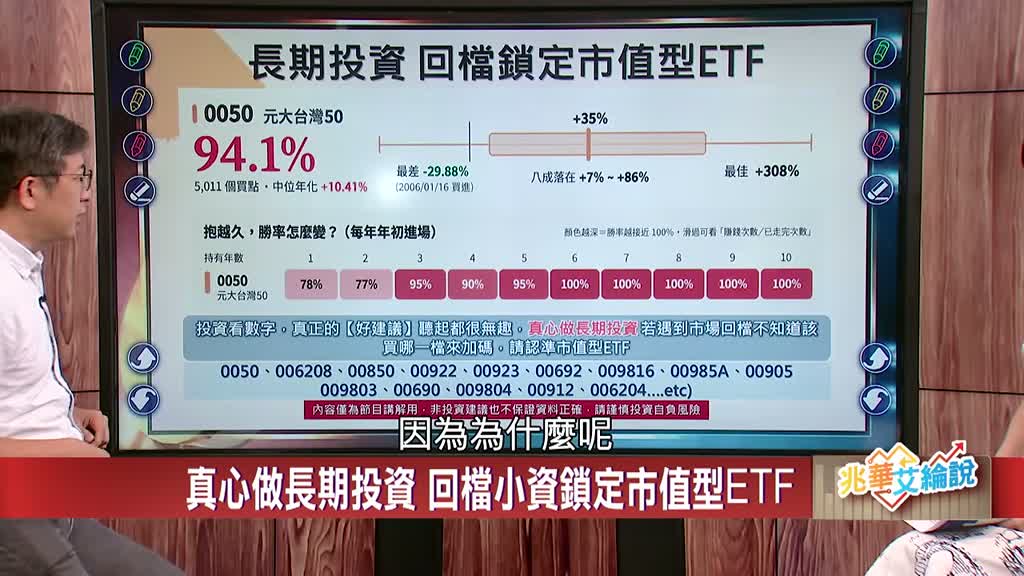 長期投資 回檔鎖定市值型ETF
0050 元大台灣50
94.1%
5,011 個買點・中位年化 +10.41%
+35%
最差 -29.88%
(2006/01/16 買進)
八成落在 +7% ~ +86%
最佳 +308%
抱越久，勝率怎麼變？（每年年初進場）
顏色越深＝勝率越接近 100%，滑過可看「賺錢次數/已走完次數」
持有年數 1 2 3 4 5 6 7 8 9 10
0050 78% 77% 95% 90% 95% 100% 100% 100% 100% 100%
元大台灣50
投資看數字，真正的【好建議】聽起都很無趣，真心做長期投資 若遇到市場回檔不知道該
買哪一檔來加碼，請認準市值型ETF
0050、006208、00850、00922、00923、00692、009816、00985A、00905
009803、00690、009804、00912、006204....etc)
內容僅為節目講解用，非投資建議也不保證資料正確，請謹慎投資自負風險
因為為什麼呢
真心做長期投資 回檔小資鎖定市值型ETF
兆華艾綸說